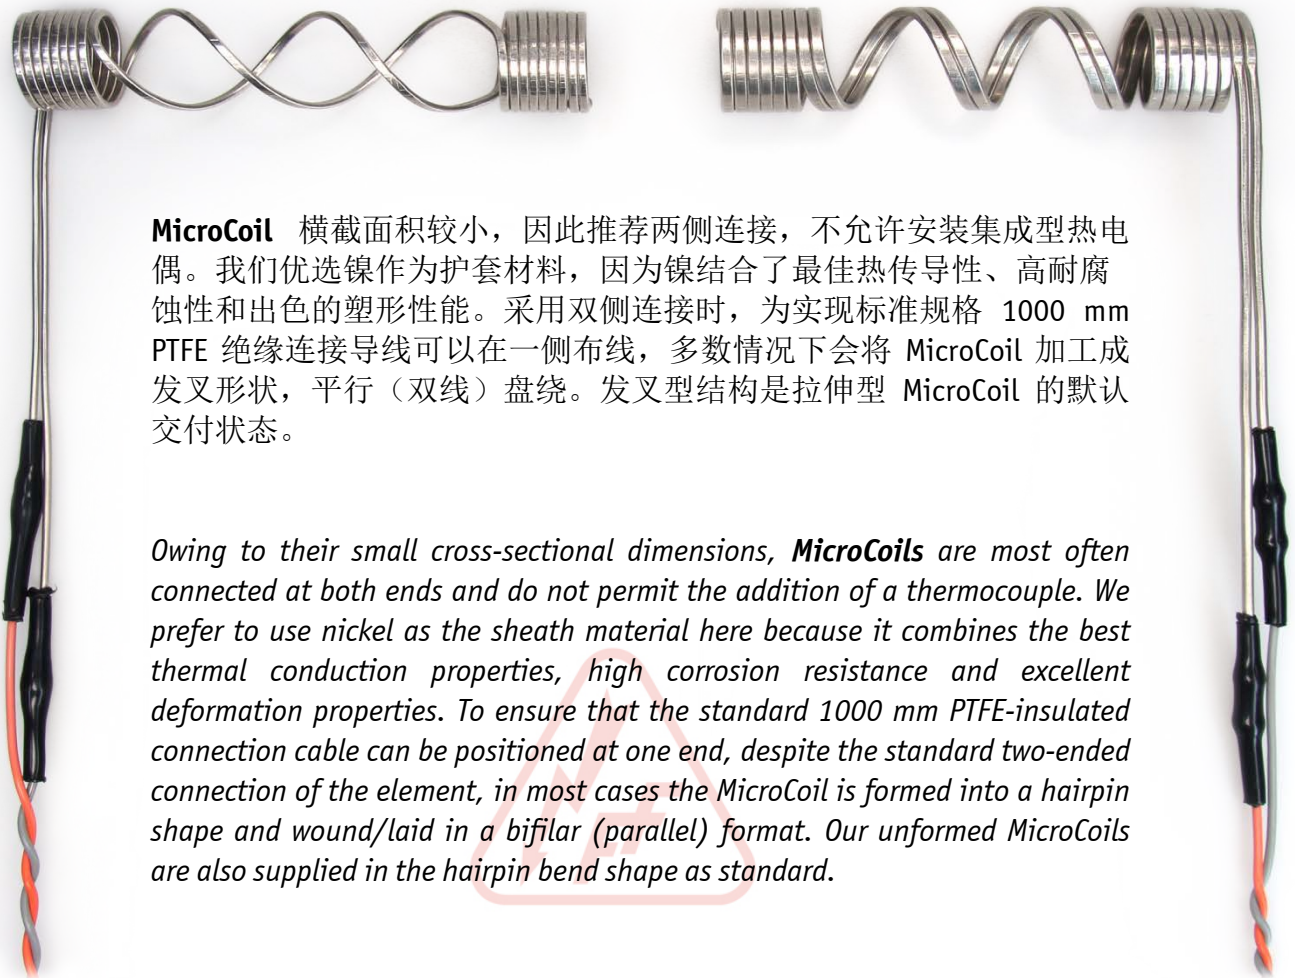 MicroCoil 横截面积较小，因此推荐两侧连接，不允许安装集成型热电
偶。我们优选镍作为护套材料，因为镍结合了最佳热传导性、高耐腐
蚀性和出色的塑形性能。采用双侧连接时，为实现标准规格 1000 mm
PTFE 绝缘连接导线可以在一侧布线，多数情况下会将 MicroCoil 加工成
发叉形状，平行（双线）盘绕。发叉型结构是拉伸型 MicroCoil 的默认
交付状态。
Owing to their small cross-sectional dimensions, MicroCoils are most often
connected at both ends and do not permit the addition of a thermocouple. We
prefer to use nickel as the sheath material here because it combines the best
thermal conduction properties, high corrosion resistance and excellent
deformation properties. To ensure that the standard 1000 mm PTFE-insulated
connection cable can be positioned at one end, despite the standard two-ended
connection of the element, in most cases the MicroCoil is formed into a hairpin
shape and wound/laid in a bifilar (parallel) format. Our unformed MicroCoils
are also supplied in the hairpin bend shape as standard.